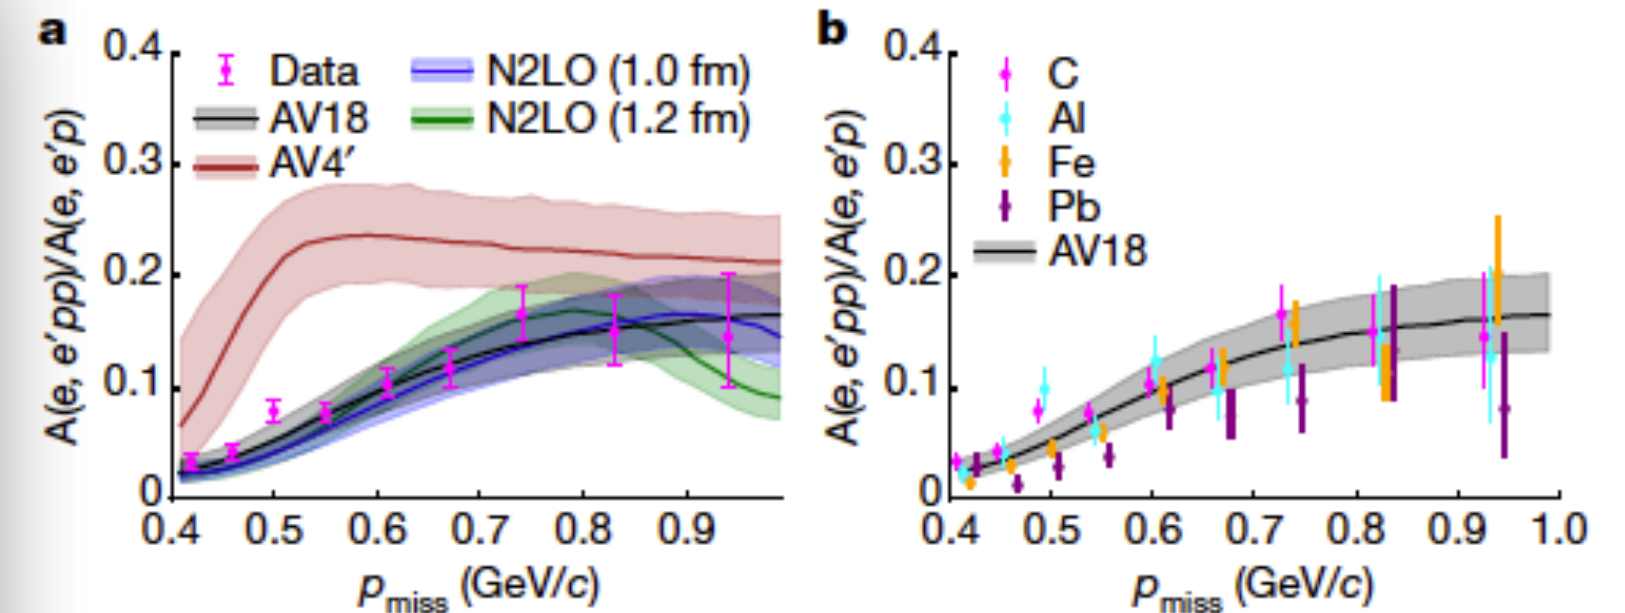 a
A(e, e′pp)/A(e, e′p)
0.4
0.3
0.2
0.1
0
Data
AV18
AV4′
N2LO (1.0 fm)
N2LO (1.2 fm)
0.4 0.5 0.6 0.7 0.8 0.9
pmiss (GeV/c)
b
A(e, e′pp)/A(e, e′p)
0.4
0.3
0.2
0.1
0
C
Al
Fe
Pb
AV18
0.4 0.5 0.6 0.7 0.8 0.9 1.0
pmiss (GeV/c)